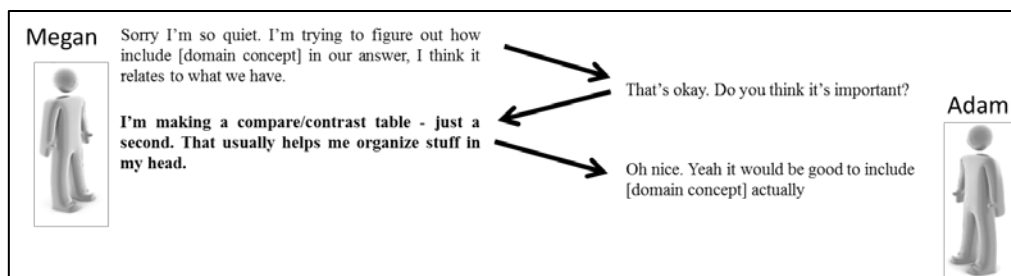 Megan
Sorry I'm so quiet. I'm trying to figure out how
include [domain concept] in our answer, I think it
relates to what we have.
That's okay. Do you think it's important?
Adam
I'm making a compare/contrast table - just a
second. That usually helps me organize stuff in
my head.
Oh nice. Yeah it would be good to include
[domain concept] actually